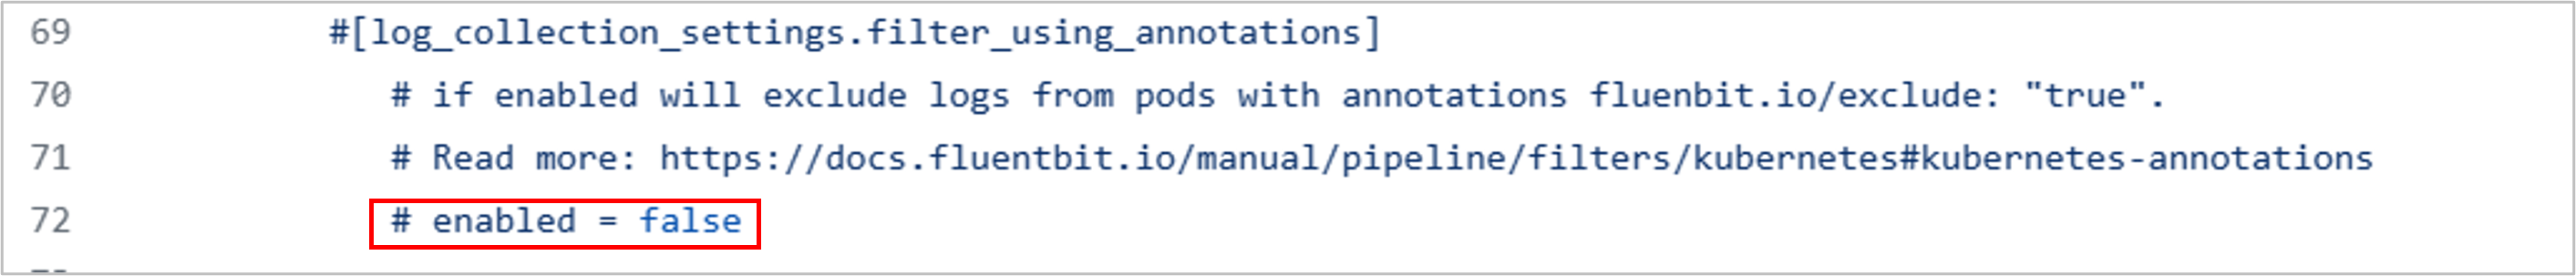 69 #[log_collection_settings.filter_using_annotations]
70 # if enabled will exclude logs from pods with annotations fluenbit.io/exclude: "true".
71 # Read more: https://docs.fluentbit.io/manual/pipeline/filters/kubernetes#kubernetes-annotations
72 # enabled = false